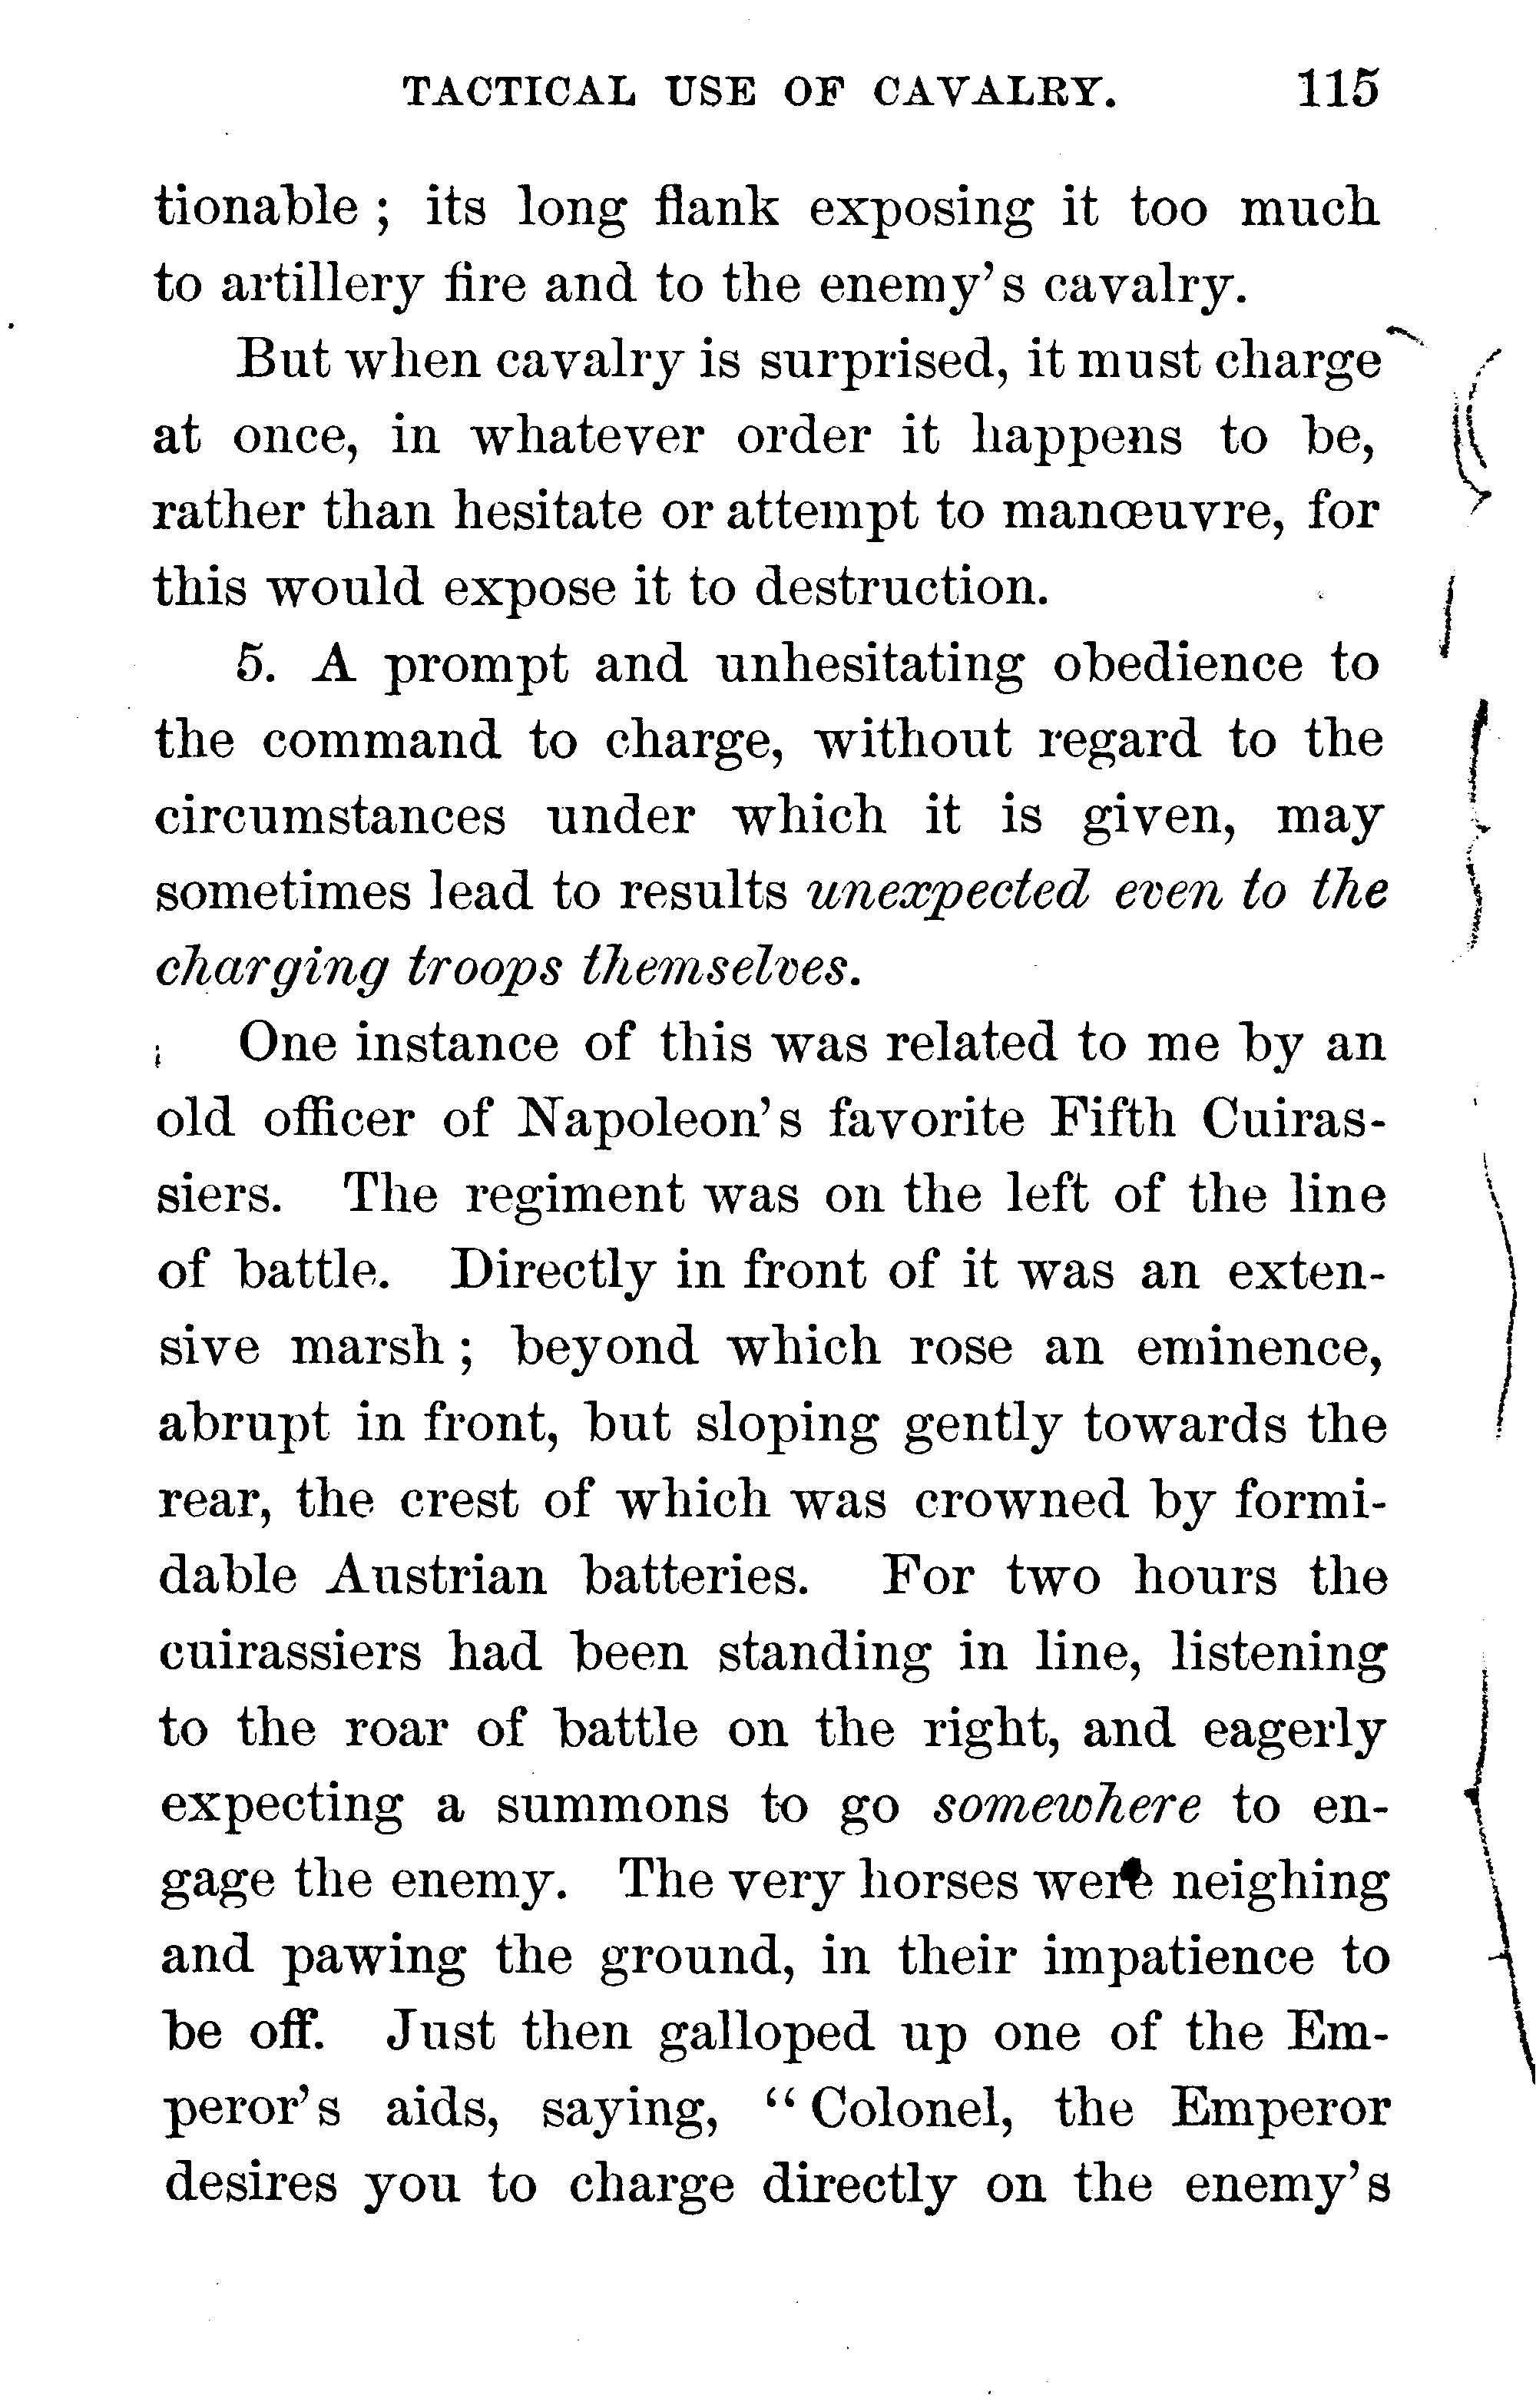 TACTICAL USE OF CAVALRY. 115
tionable ; its long flank exposing it too much
to artillery fire and to the enemy's cavalry.
But when cavalry is surprised, it must charge
at once, in whatever order it happens to be,
rather than hesitate or attempt to manœuvre, for
this would expose it to destruction.
5. A prompt and unhesitating obedience to
the command to charge, without regard to the
circumstances under which it is given, may
sometimes lead to results unexpected even to the
charging troops themselves.
One instance of this was related to me by an
old officer of Napoleon's favorite Fifth Cuiras-
siers. The regiment was on the left of the line
of battle. Directly in front of it was an exten-
sive marsh ; beyond which rose an eminence,
abrupt in front, but sloping gently towards the
rear, the crest of which was crowned by formi-
dable Austrian batteries. For two hours the
cuirassiers had been standing in line, listening
to the roar of battle on the right, and eagerly
expecting a summons to go somewhere to en-
gage the enemy. The very horses were neighing
and pawing the ground, in their impatience to
be off. Just then galloped up one of the Em-
peror's aids, saying, "Colonel, the Emperor
desires you to charge directly on the enemy's